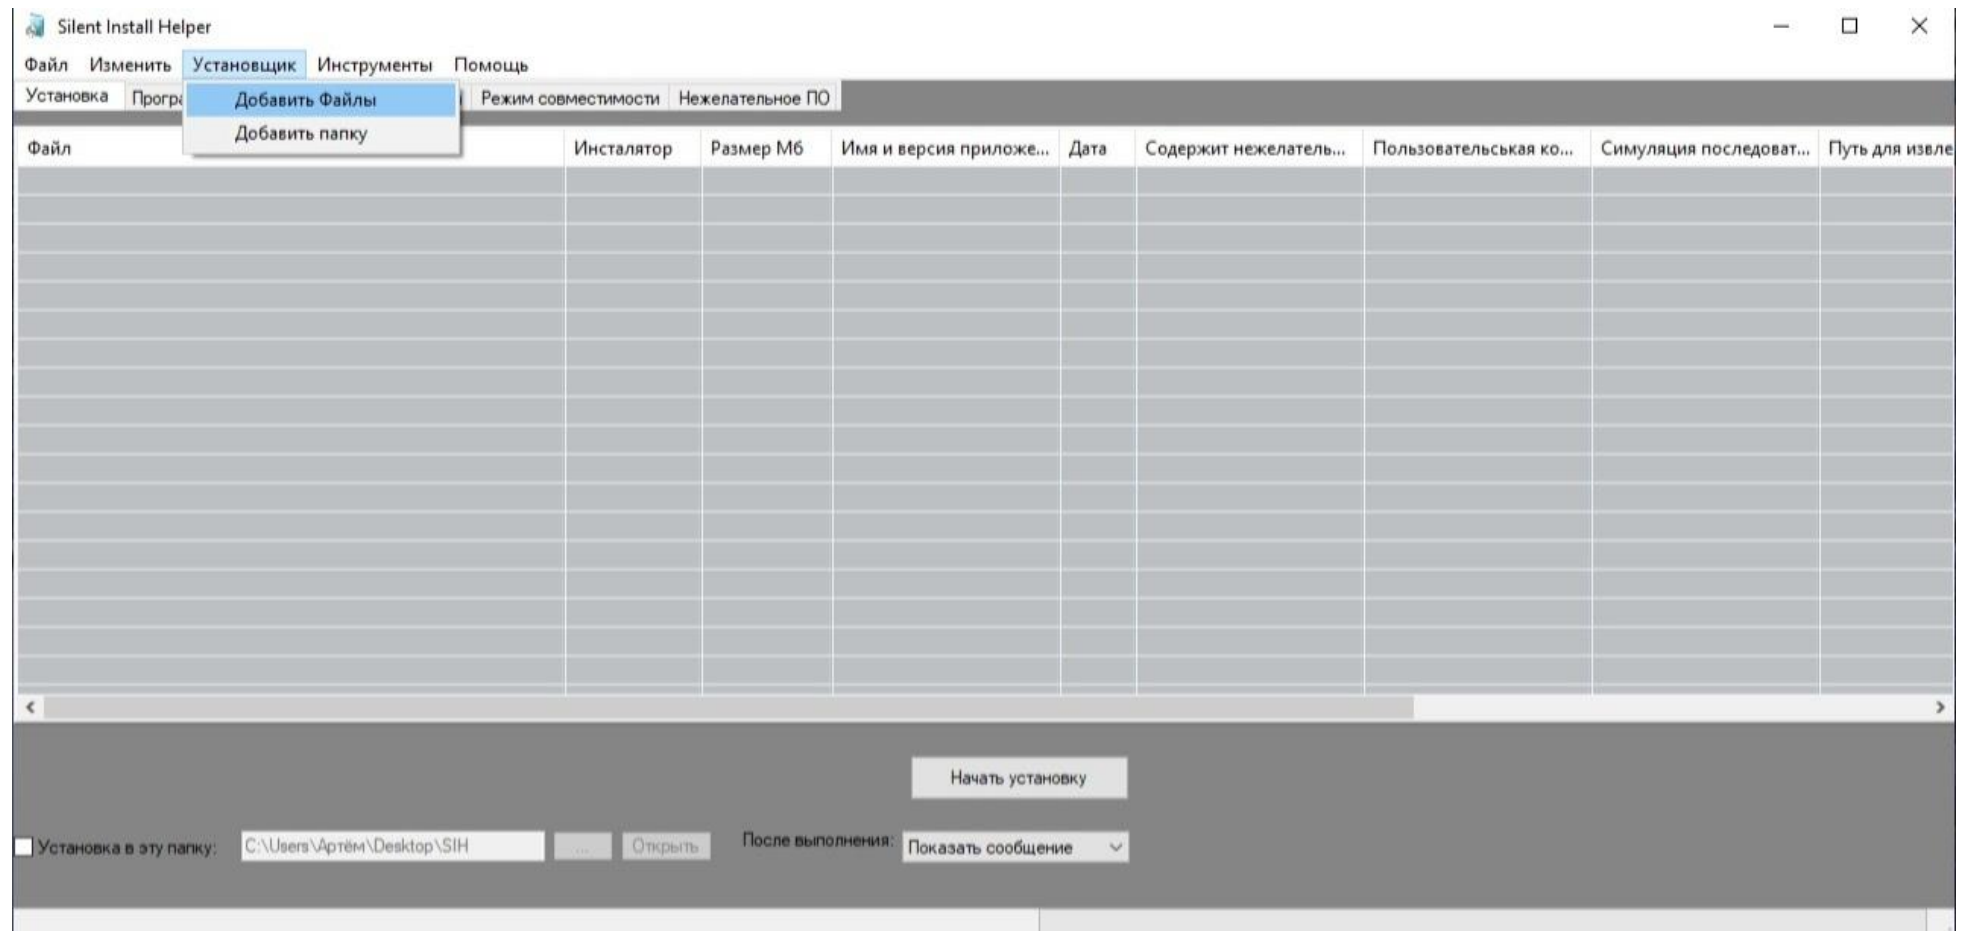 Silent Install Helper
Файл Изменить Установщик Инструменты Помощь
Установка Програ Режим совместимости Нежелательное ПО
Добавить Файлы
Добавить папку
Файл Инсталятор Размер Мб Имя и версия приложе... Дата Содержит нежелатель... Пользовательськая ко... Симуляция последоват... Путь для извле
Начать установку
Установка в эту папку: C:\Users\Артём\Desktop\SIH ... Открыть После выполнения: Показать сообщение